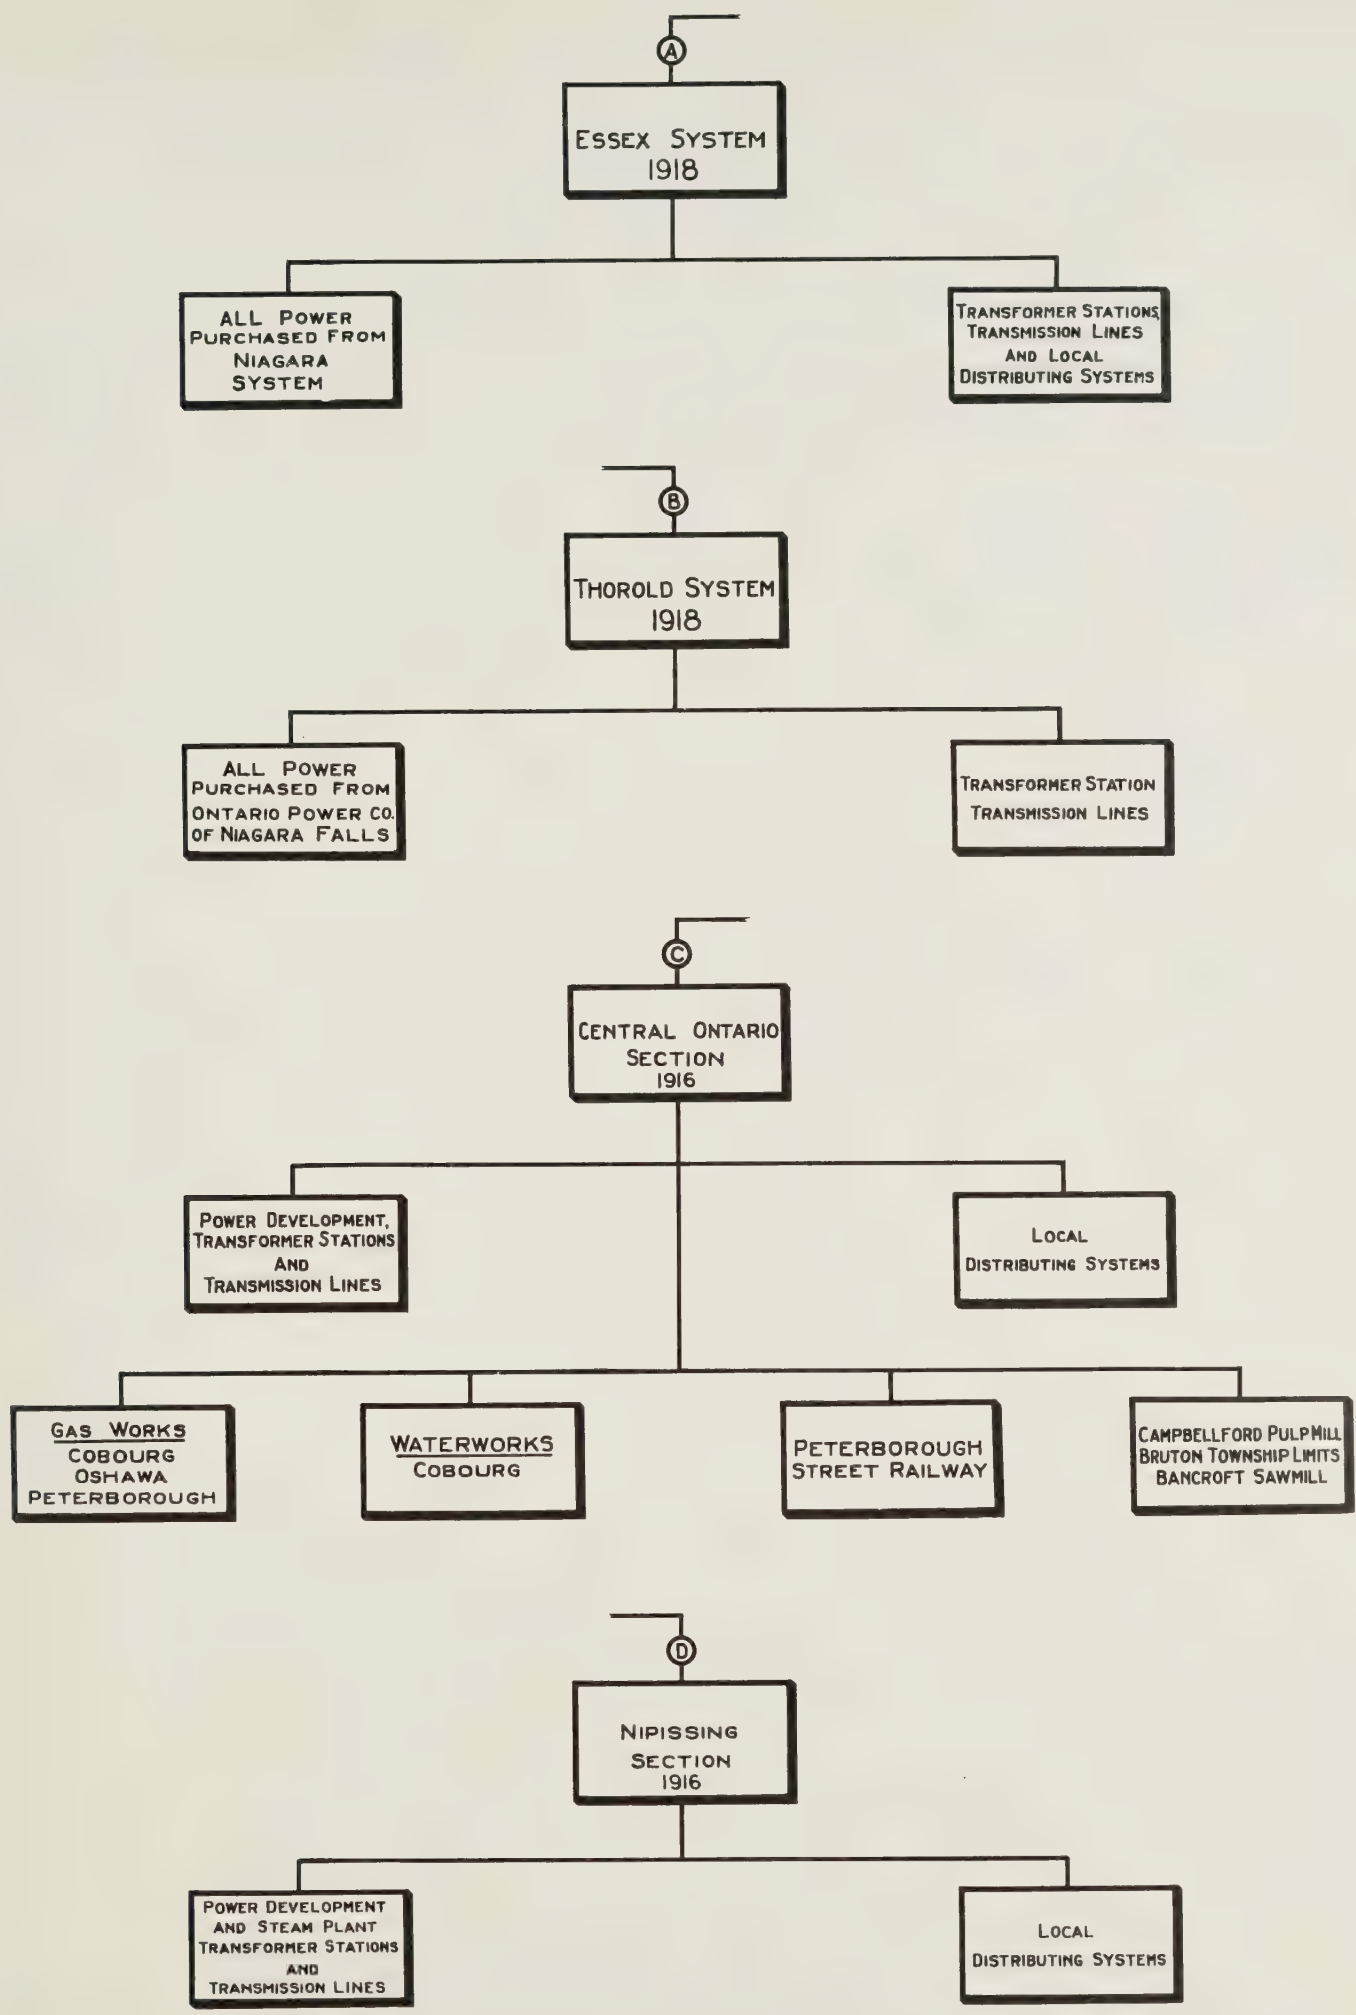 A
ESSEX SYSTEM
1918
ALL POWER
PURCHASED FROM
NIAGARA
SYSTEM
TRANSFORMER STATIONS,
TRANSMISSION LINES
AND LOCAL
DISTRIBUTING SYSTEMS
B
THOROLD SYSTEM
1918
ALL POWER
PURCHASED FROM
ONTARIO POWER CO.
OF NIAGARA FALLS
TRANSFORMER STATION
TRANSMISSION LINES
C
CENTRAL ONTARIO
SECTION
1916
POWER DEVELOPMENT,
TRANSFORMER STATIONS
AND
TRANSMISSION LINES
LOCAL
DISTRIBUTING SYSTEMS
GAS WORKS
COBOURG
OSHAWA
PETERBOROUGH
WATERWORKS
COBOURG
PETERBOROUGH
STREET RAILWAY
CAMPBELLFORD PULP MILL
BRUTON TOWNSHIP LIMITS
BANCROFT SAWMILL
D
NIPISSING
SECTION
1916
POWER DEVELOPMENT
AND STEAM PLANT
TRANSFORMER STATIONS
AND
TRANSMISSION LINES
LOCAL
DISTRIBUTING SYSTEMS